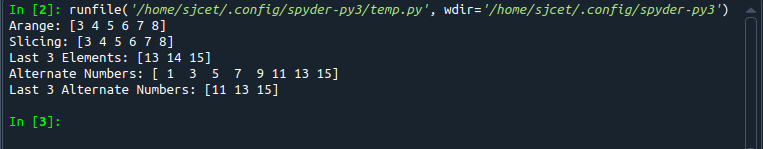 In [2]: runfile('/home/sjcet/.config/spyder-py3/temp.py', wdir='/home/sjcet/.config/spyder-py3')
Arange: [3 4 5 6 7 8]
Slicing: [3 4 5 6 7 8]
Last 3 Elements: [13 14 15]
Alternate Numbers: [ 1  3  5  7  9 11 13 15]
Last 3 Alternate Numbers: [11 13 15]
In [3]: